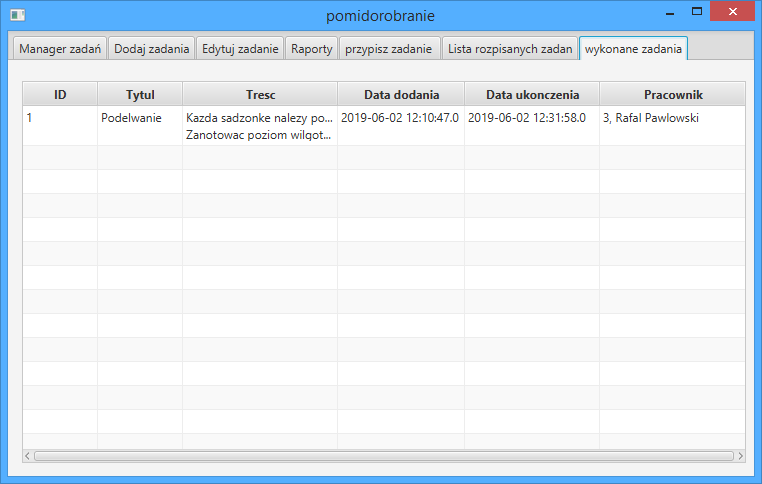 pomidorobranie
Manager zadań Dodaj zadania Edytuj zadanie Raporty przypisz zadanie Lista rozpisanych zadan wykonane zadania
ID Tytul Tresc Data dodania Data ukonczenia Pracownik
1 Podelwanie Kazda sadzonke nalezy po... 2019-06-02 12:10:47.0 2019-06-02 12:31:58.0 3, Rafal Pawlowski
Zanotowac poziom wilgot...